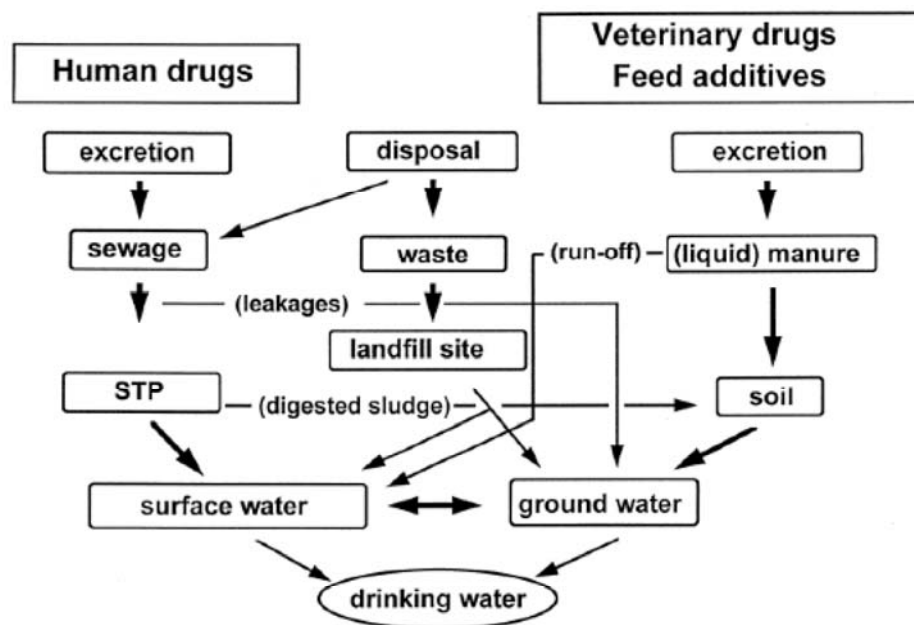 Human drugs
Veterinary drugs
Feed additives
excretion
disposal
excretion
sewage
waste
(run-off)
(liquid) manure
(leakages)
landfill site
STP
(digested sludge)
soil
surface water
ground water
drinking water